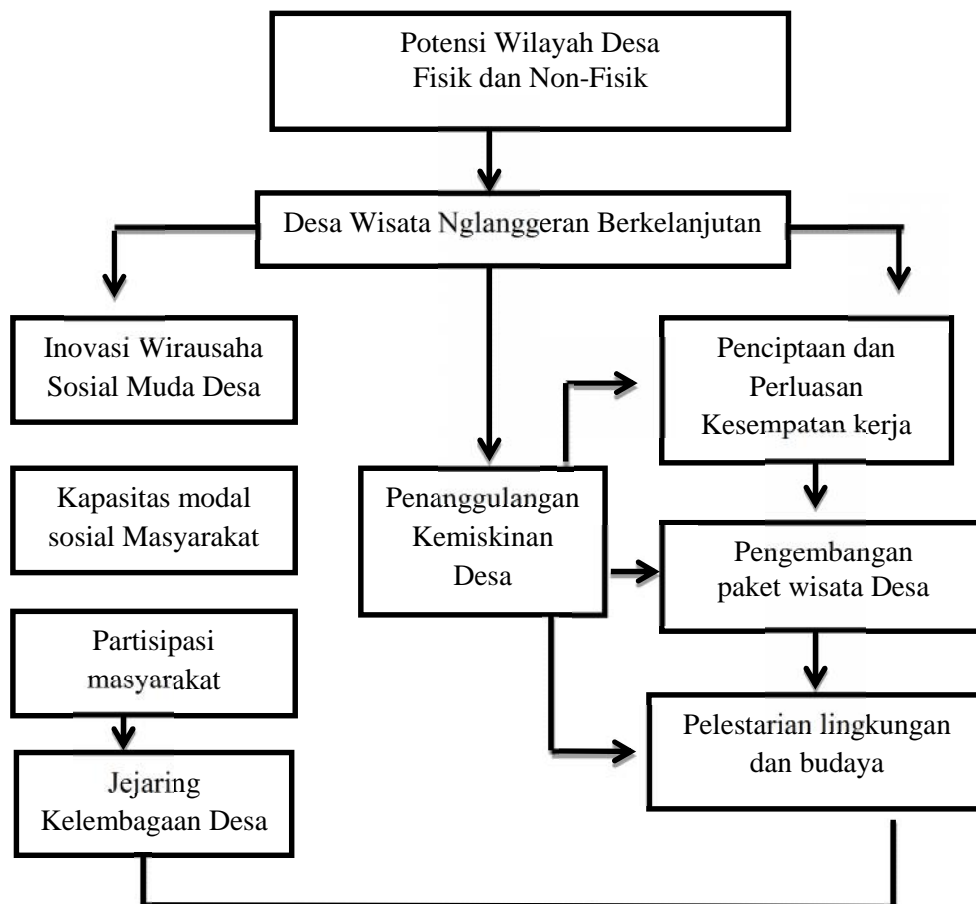 Potensi Wilayah Desa
Fisik dan Non-Fisik
Desa Wisata Nglanggeran Berkelanjutan
Inovasi Wirausaha
Sosial Muda Desa
Penciptaan dan
Perluasan
Kesempatan kerja
Kapasitas modal
sosial Masyarakat
Penanggulangan
Kemiskinan
Desa
Pengembangan
paket wisata Desa
Partisipasi
masyarakat
Pelestarian lingkungan
dan budaya
Jejaring
Kelembagaan Desa